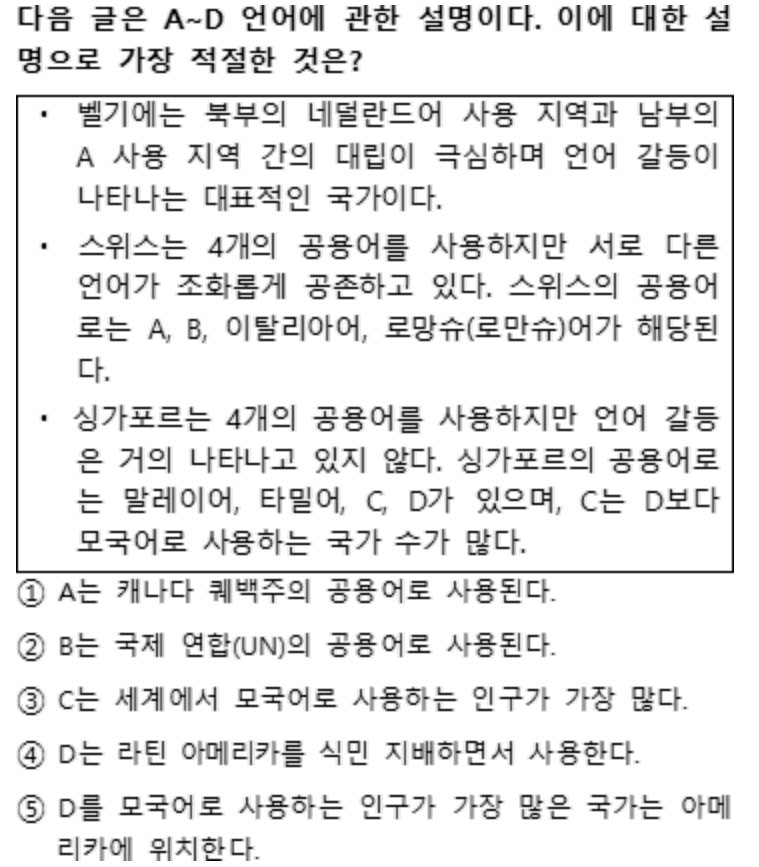 다음 글은 A~D 언어에 관한 설명이다. 이에 대한 설
명으로 가장 적절한 것은?
· 벨기에는 북부의 네덜란드어 사용 지역과 남부의
A 사용 지역 간의 대립이 극심하며 언어 갈등이
나타나는 대표적인 국가이다.
· 스위스는 4개의 공용어를 사용하지만 서로 다른
언어가 조화롭게 공존하고 있다. 스위스의 공용어
로는 A, B, 이탈리아어, 로망슈(로만슈)어가 해당된
다.
· 싱가포르는 4개의 공용어를 사용하지만 언어 갈등
은 거의 나타나고 있지 않다. 싱가포르의 공용어로
는 말레이어, 타밀어, C, D가 있으며, C는 D보다
모국어로 사용하는 국가 수가 많다.
① A는 캐나다 퀘백주의 공용어로 사용된다.
② B는 국제 연합(UN)의 공용어로 사용된다.
③ C는 세계에서 모국어로 사용하는 인구가 가장 많다.
④ D는 라틴 아메리카를 식민 지배하면서 사용한다.
⑤ D를 모국어로 사용하는 인구가 가장 많은 국가는 아메
리카에 위치한다.